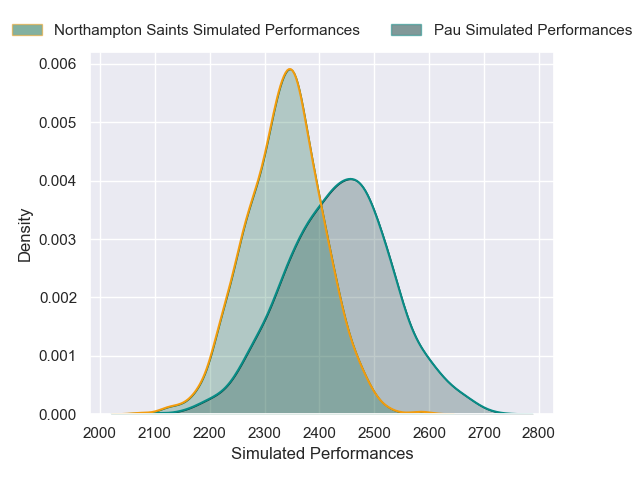 Northampton Saints Simulated Performances Pau Simulated Performances
0.006
0.005
0.004
0.003
0.002
0.001
0.000
Density
2000 2100 2200 2300 2400 2500 2600 2700 2800
Simulated Performances